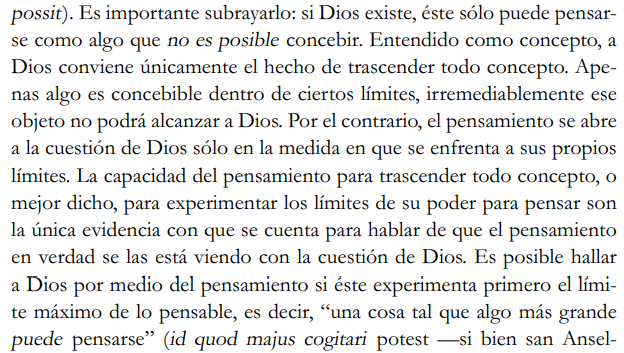 possit). Es importante subrayarlo: si Dios existe, éste sólo puede pensar-
se como algo que no es posible concebir. Entendido como concepto, a
Dios conviene únicamente el hecho de trascender todo concepto. Ape-
nas algo es concebible dentro de ciertos límites, irremediablemente ese
objeto no podrá alcanzar a Dios. Por el contrario, el pensamiento se abre
a la cuestión de Dios sólo en la medida en que se enfrenta a sus propios
límites. La capacidad del pensamiento para trascender todo concepto, o
mejor dicho, para experimentar los límites de su poder para pensar son
la única evidencia con que se cuenta para hablar de que el pensamiento
en verdad se las está viendo con la cuestión de Dios. Es posible hallar
a Dios por medio del pensamiento si éste experimenta primero el lími-
te máximo de lo pensable, es decir, “una cosa tal que algo más grande
puede pensarse” (id quod majus cogitari potest —si bien san Ansel-